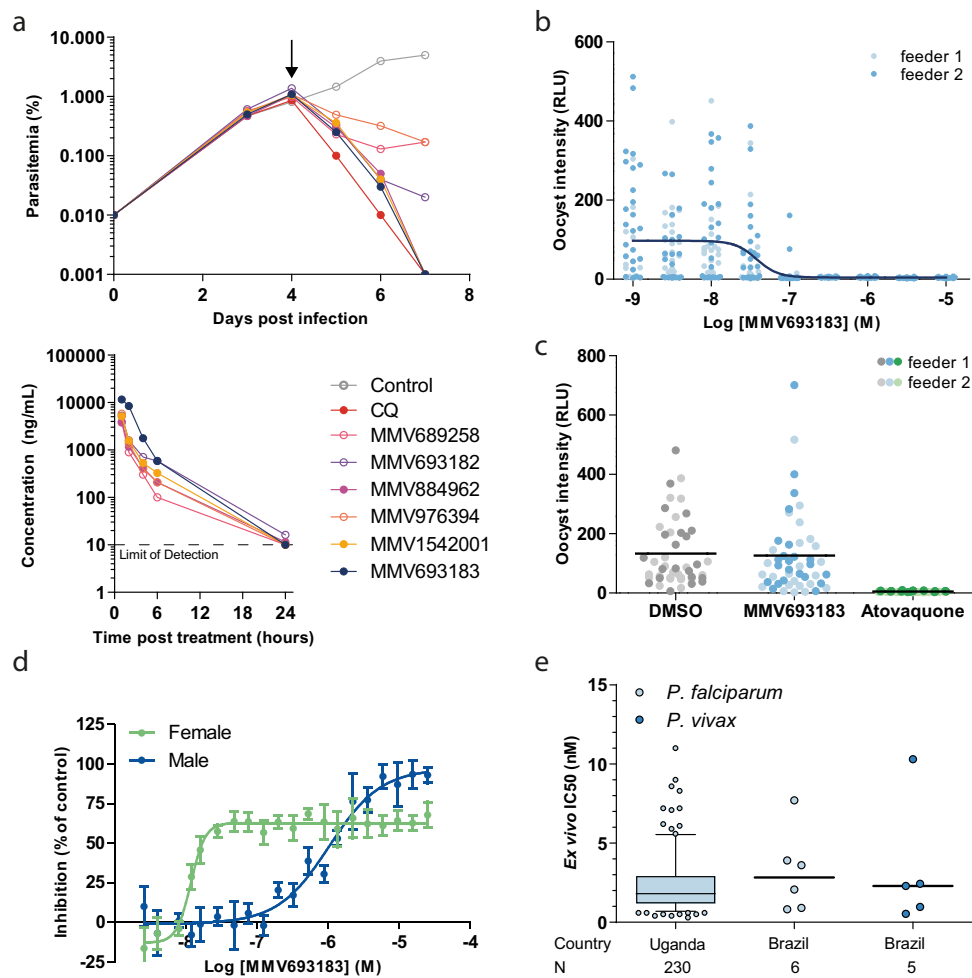 a
10.000
1.000
0.100
0.010
0.001
Parasitemia (%)
0 2 4 6 8
Days post infection
100000
10000
1000
100
10
1
Concentration (ng/mL)
Limit of Detection
0 6 12 18 24
Time post treatment (hours)
Control
CQ
MMV689258
MMV693182
MMV884962
MMV976394
MMV1542001
MMV693183
b
600
400
200
0
Oocyst intensity (RLU)
feeder 1
feeder 2
-9 -8 -7 -6 -5
Log [MMV693183] (M)
c
800
600
400
200
0
Oocyst intensity (RLU)
feeder 1
feeder 2
DMSO MMV693183 Atovaquone
d
125
100
75
50
25
0
-25
Inhibition (% of control)
Female
Male
-8 -7 -6 -5 -4
Log [MMV693183] (M)
e
15
10
5
0
Ex vivo IC50 (nM)
P. falciparum
P. vivax
Country Uganda Brazil Brazil
N 230 6 5